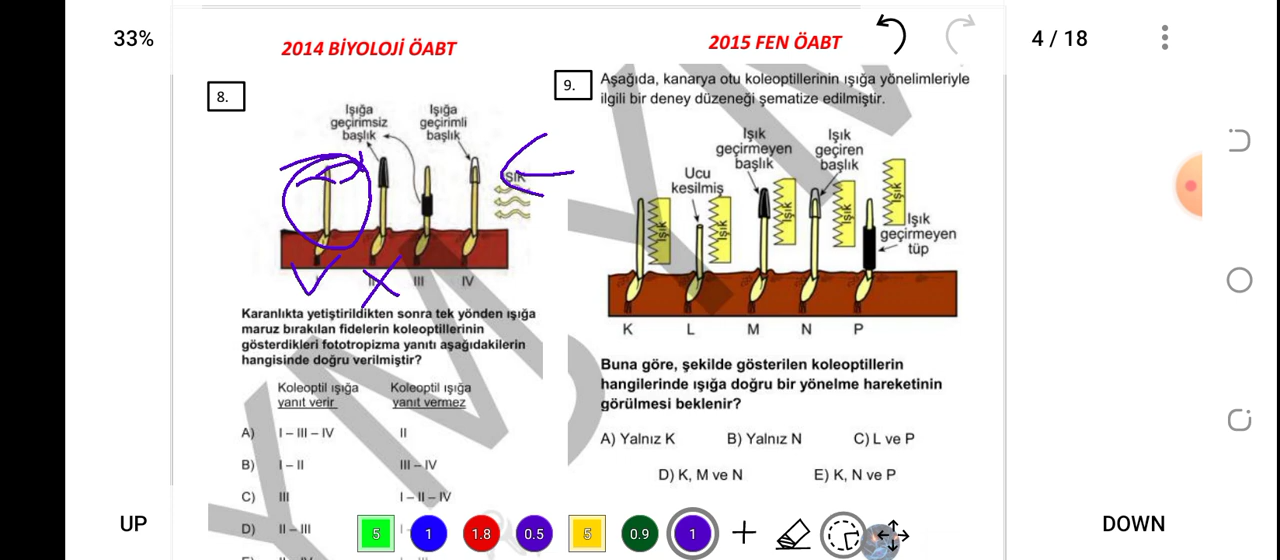 33%
4 / 18
2014 BİYOLOJİ ÖABT
8.
Işığa
geçirimsiz
başlık
Işığa
geçirimli
başlık
II
III
IV
Karanlıkta yetiştirildikten sonra tek yönden ışığa
maruz bırakılan fidelerin koleoptillerinin
gösterdikleri fototropizma yanıtı aşağıdakilerin
hangisinde doğru verilmiştir?
Koleoptil ışığa
yanıt verir
Koleoptil ışığa
yanıt vermez
A) I – III – IV II
B) I – II III – IV
C) III I – II – IV
D) II – III
2015 FEN ÖABT
9.
Aşağıda, kanarya otu koleoptillerinin ışığa yönelimleriyle
ilgili bir deney düzeneği şematize edilmiştir.
Ucu
kesilmiş
Işık
geçirmeyen
başlık
Işık
geçiren
başlık
Işık
geçirmeyen
tüp
Işık
Işık
Işık
Işık
Işık
K L M N P
Buna göre, şekilde gösterilen koleoptillerin
hangilerinde ışığa doğru bir yönelme hareketinin
görülmesi beklenir?
A) Yalnız K B) Yalnız N C) L ve P
D) K, M ve N E) K, N ve P
UP
5 1 1.8 0.5 5 0.9 1
DOWN